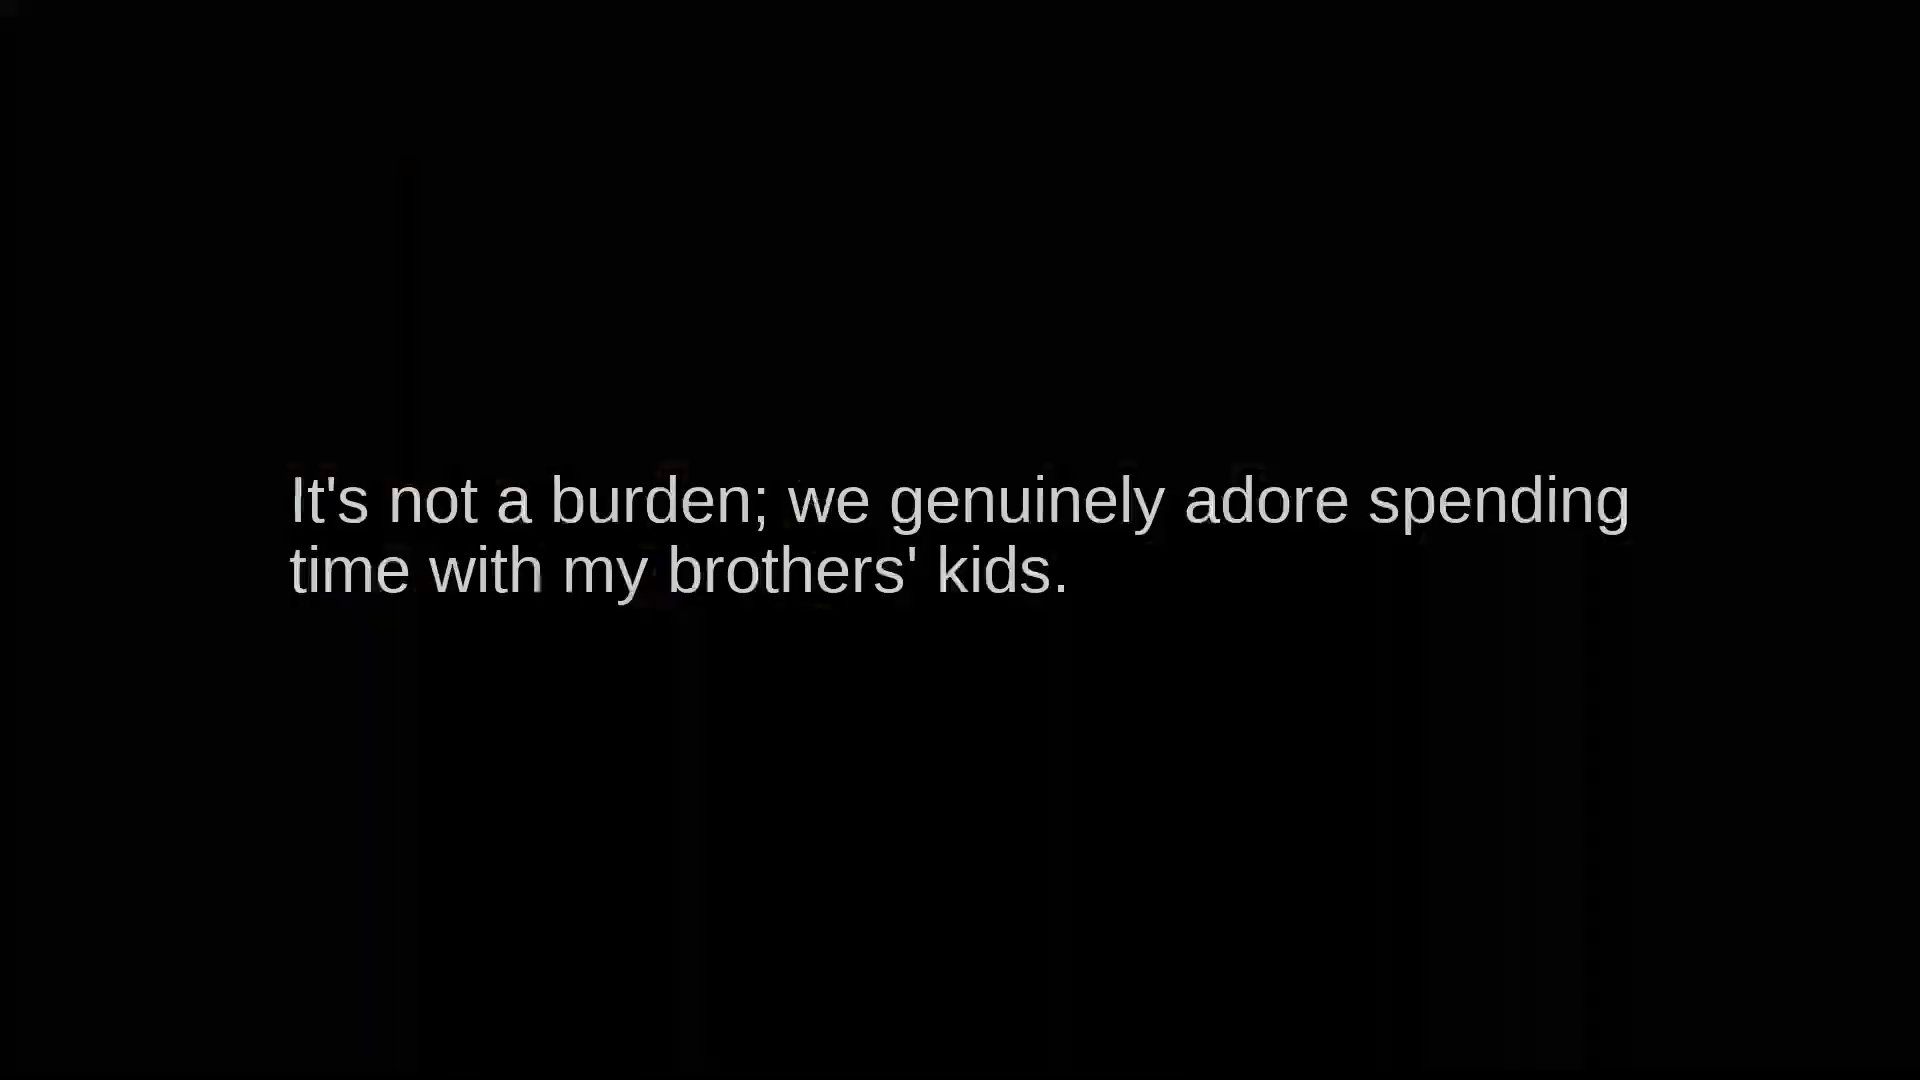 It's not a burden; we genuinely adore spending
time with my brothers' kids.